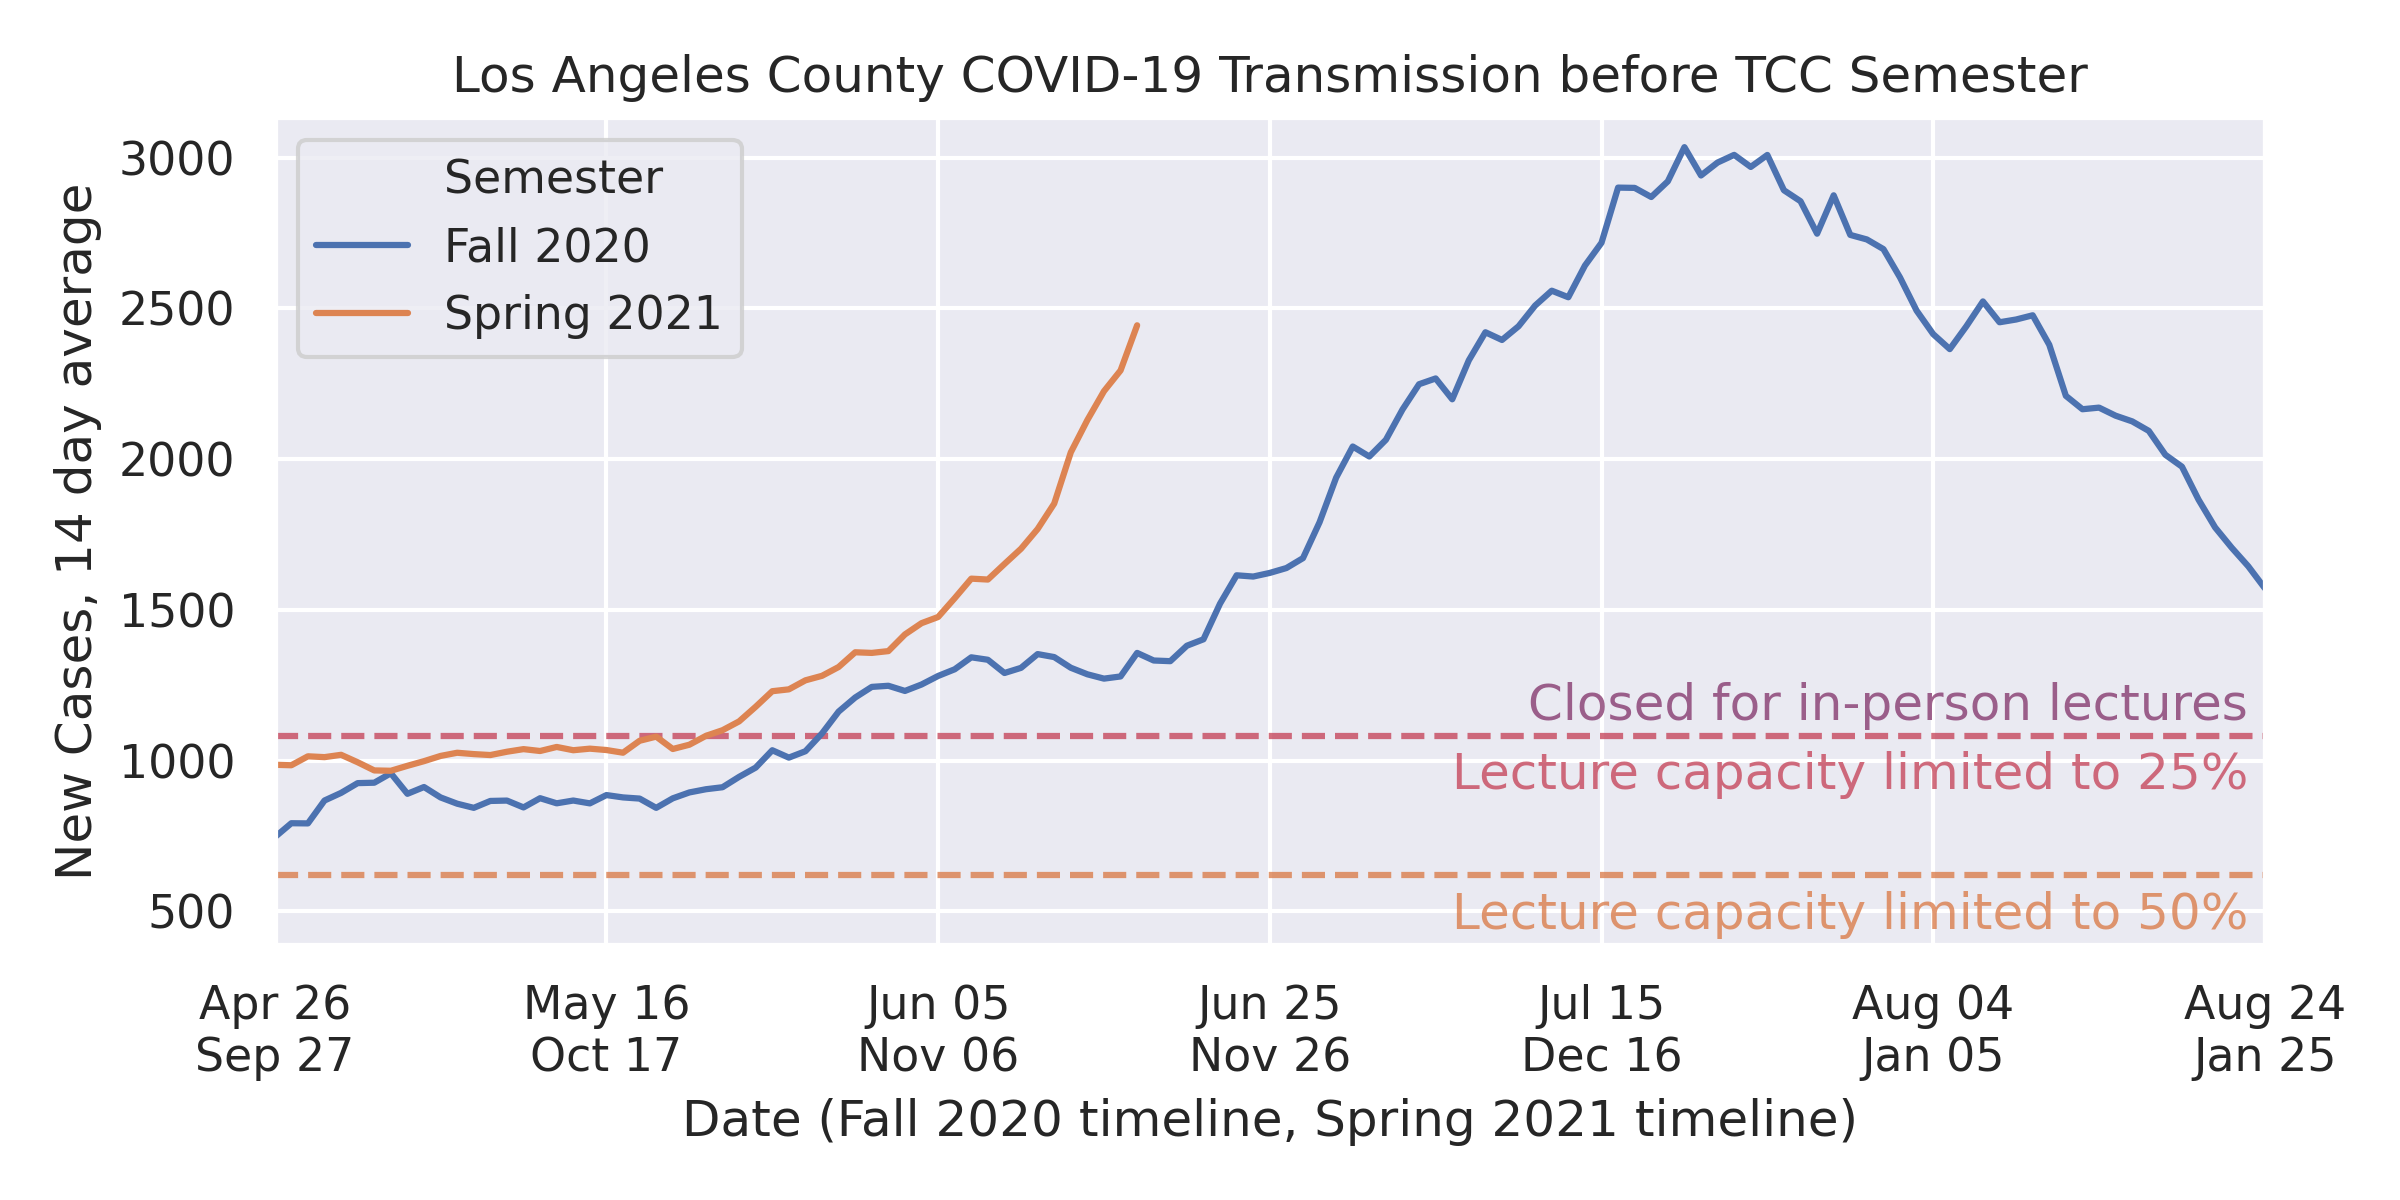 Los Angeles County COVID-19 Transmission before TCC Semester
New Cases, 14 day average
3000
2500
2000
1500
1000
500
Semester
Fall 2020
Spring 2021
Closed for in-person lectures
Lecture capacity limited to 25%
Lecture capacity limited to 50%
Apr 26 May 16 Jun 05 Jun 25 Jul 15 Aug 04 Aug 24
Sep 27 Oct 17 Nov 06 Nov 26 Dec 16 Jan 05 Jan 25
Date (Fall 2020 timeline, Spring 2021 timeline)